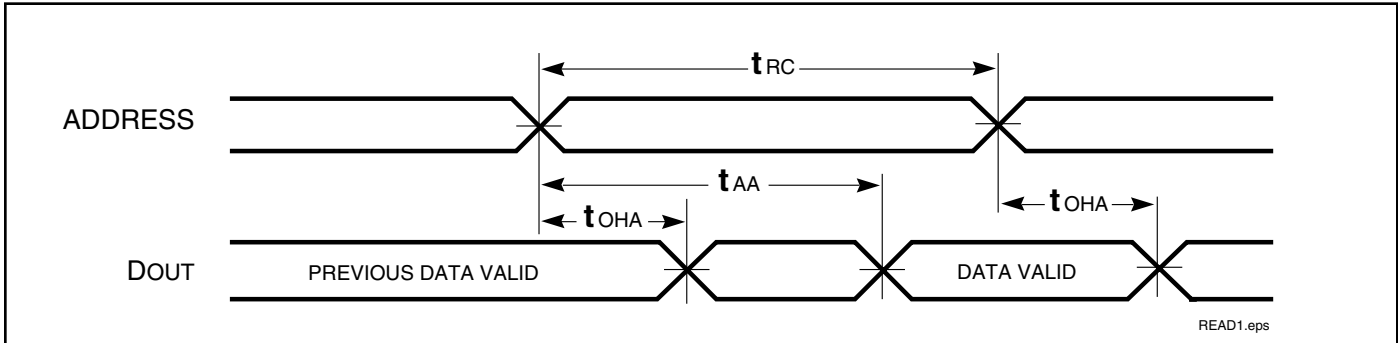 tRC
ADDRESS
tAA
tOHA
tOHA
DOUT
PREVIOUS DATA VALID
DATA VALID
READ1.eps